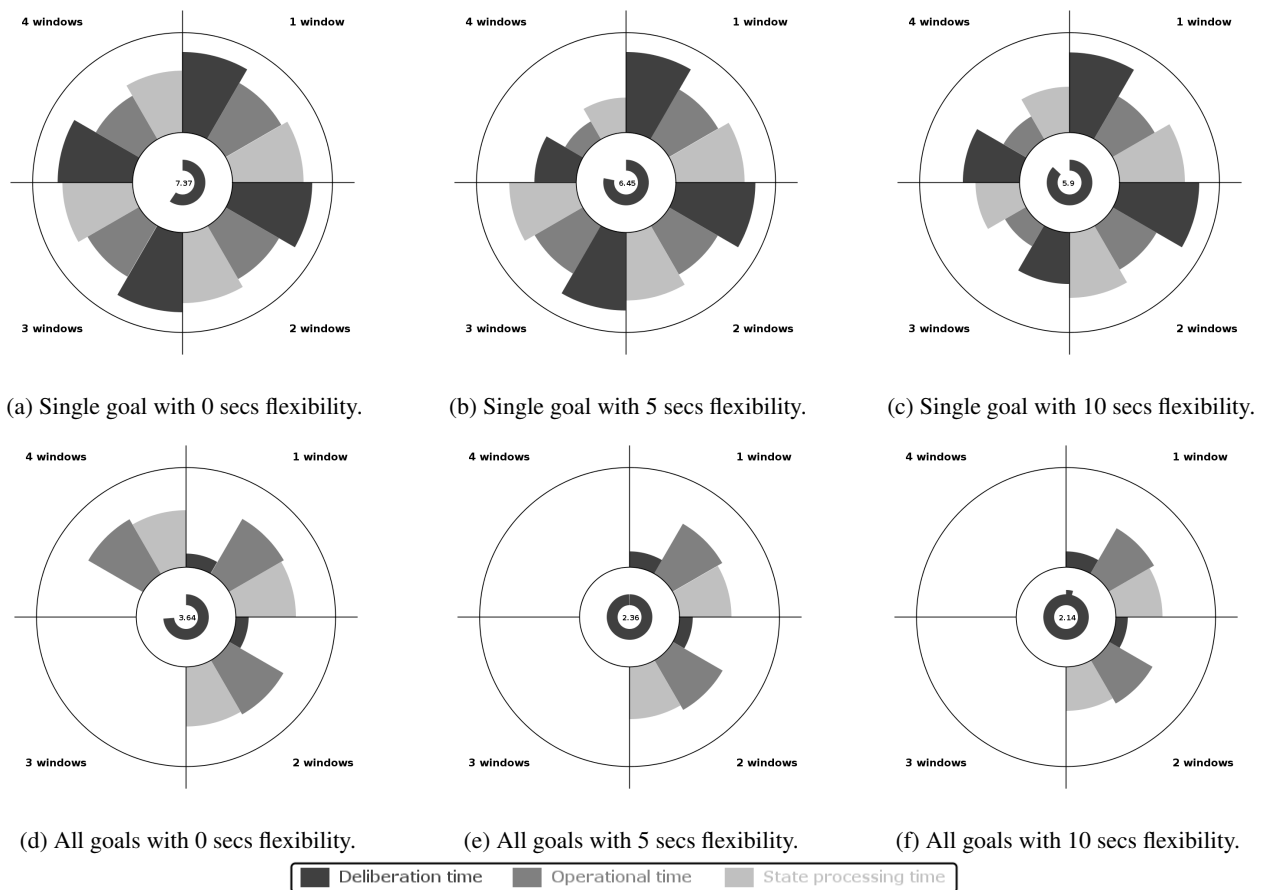 4 windows 1 window 4 windows 1 window 4 windows 1 window
7.37 6.45 5.9
3 windows 2 windows 3 windows 2 windows 3 windows 2 windows
(a) Single goal with 0 secs flexibility. (b) Single goal with 5 secs flexibility. (c) Single goal with 10 secs flexibility.
4 windows 1 window 4 windows 1 window 4 windows 1 window
3.64 2.36 2.14
3 windows 2 windows 3 windows 2 windows 3 windows 2 windows
(d) All goals with 0 secs flexibility. (e) All goals with 5 secs flexibility. (f) All goals with 10 secs flexibility.
Deliberation time Operational time State processing time